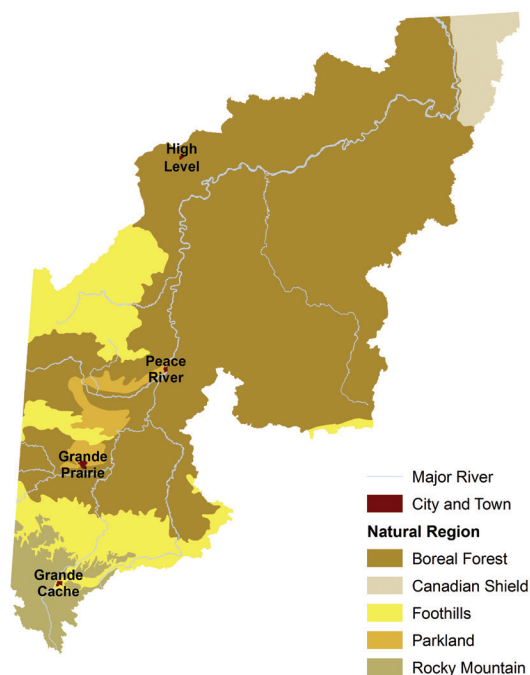 High
Level
Peace
River
Grande
Prairie
Grande
Cache
Major River
City and Town
Natural Region
Boreal Forest
Canadian Shield
Foothills
Parkland
Rocky Mountain